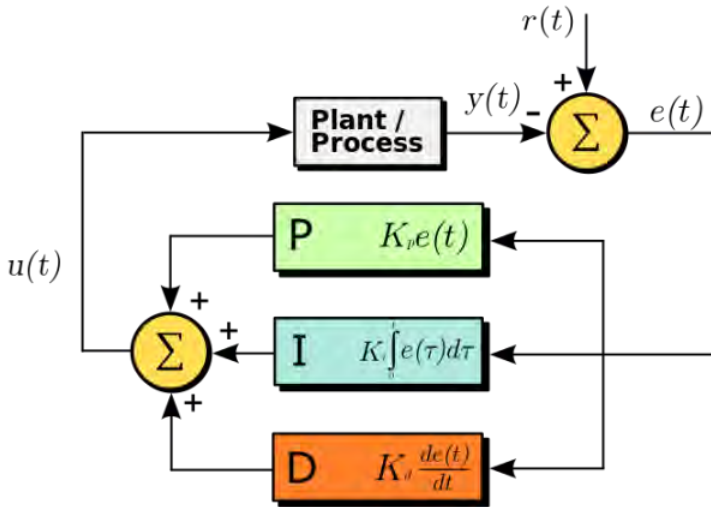 r(t)
+
Plant /
Process
y(t)
-
Σ
e(t)
P K_p e(t)
u(t)
+
Σ
+
I K_i ∫_0^t e(τ)dτ
+
D K_d de(t)/dt